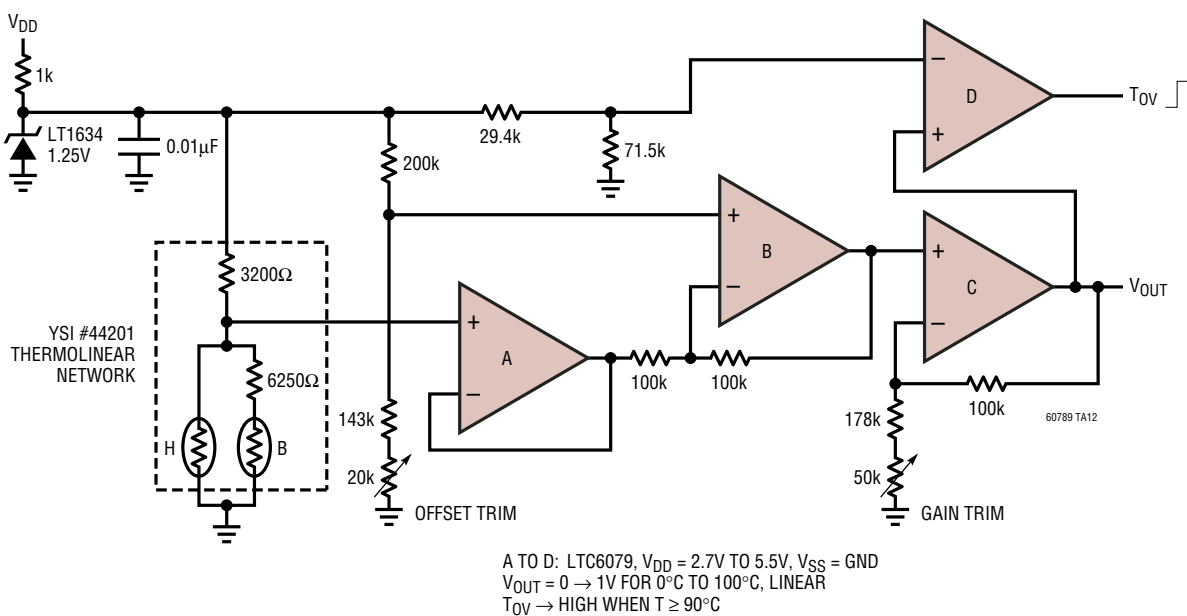 VDD
1k
LT1634
1.25V
0.01µF
29.4k
71.5k
200k
D
−
+
TOV
3200Ω
YSI #44201
THERMOLINEAR
NETWORK
6250Ω
H
B
+
A
−
100k
100k
+
B
−
+
C
−
VOUT
100k
143k
20k
OFFSET TRIM
178k
50k
GAIN TRIM
60789 TA12
A TO D: LTC6079, VDD = 2.7V TO 5.5V, VSS = GND
VOUT = 0 → 1V FOR 0°C TO 100°C, LINEAR
TOV → HIGH WHEN T ≥ 90°C